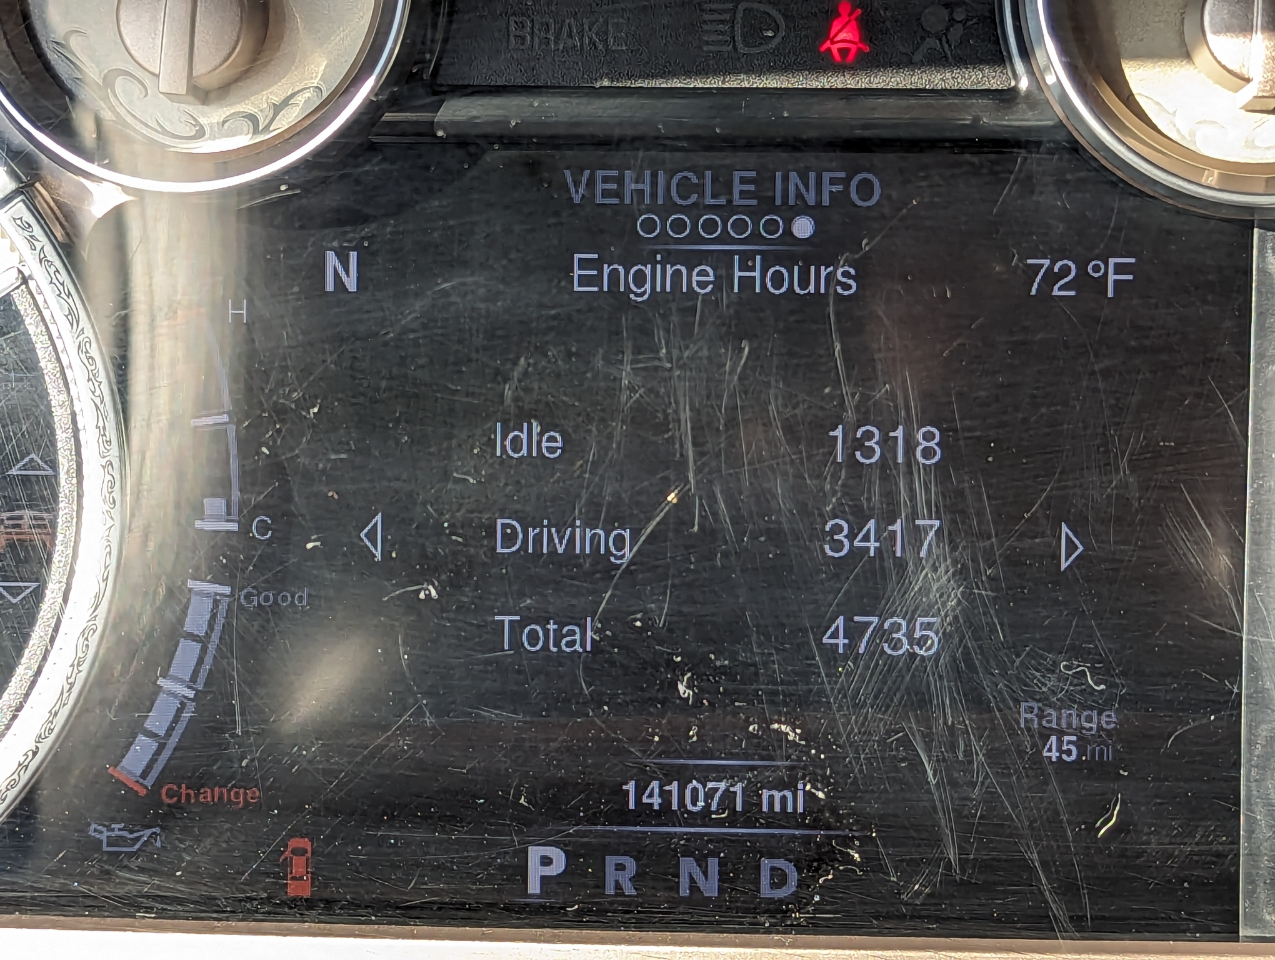 BRAKE
VEHICLE INFO
N
Engine Hours
72 °F
H
Idle 1318
C
Driving 3417
Good
Total 4735
Range
45 mi
Change
141071 mi
P R N D